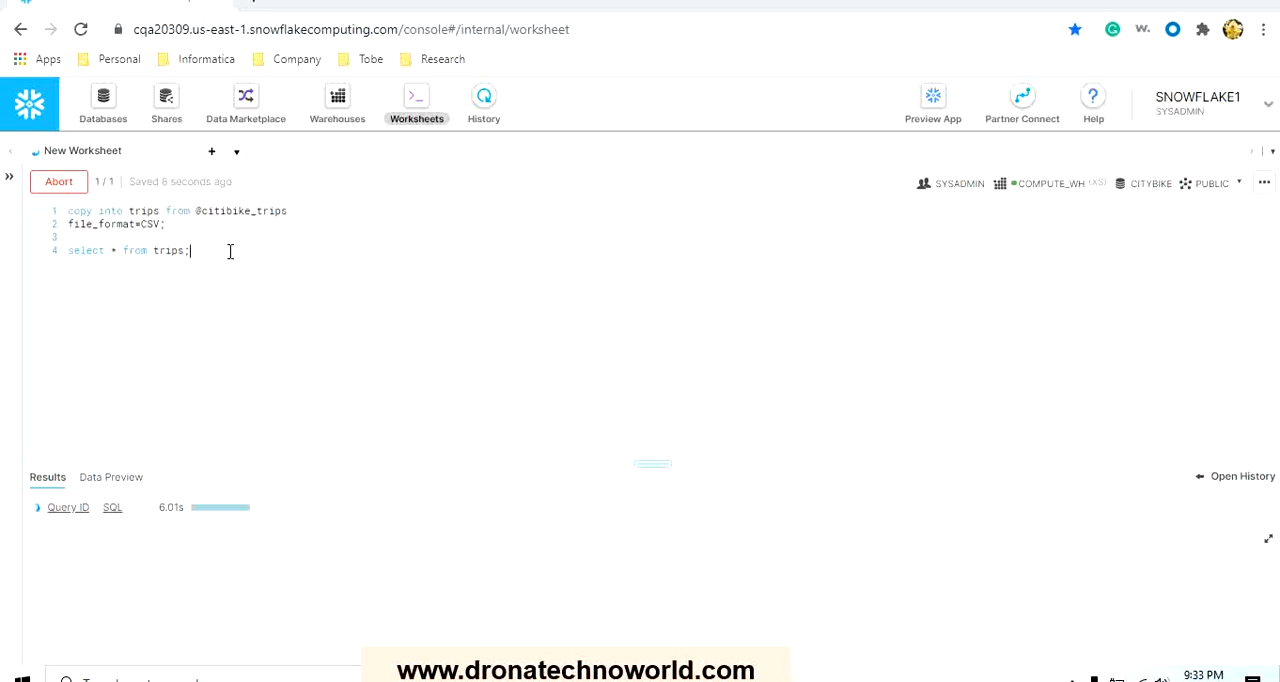 cqa20309.us-east-1.snowflakecomputing.com/console#/internal/worksheet
Apps Personal Informatica Company Tobe Research
Databases Shares Data Marketplace Warehouses Worksheets History Preview App Partner Connect Help SNOWFLAKE1
SYSADMIN
New Worksheet
Abort 1 / 1 Saved 8 seconds ago SYSADMIN COMPUTE_WH (XS) CITYBIKE PUBLIC
1 copy into trips from @citibike_trips
2 file_format=CSV;
3
4 select * from trips;
Results Data Preview Open History
Query ID SQL 6.01s
www.dronatechnoworld.com
9:33 PM